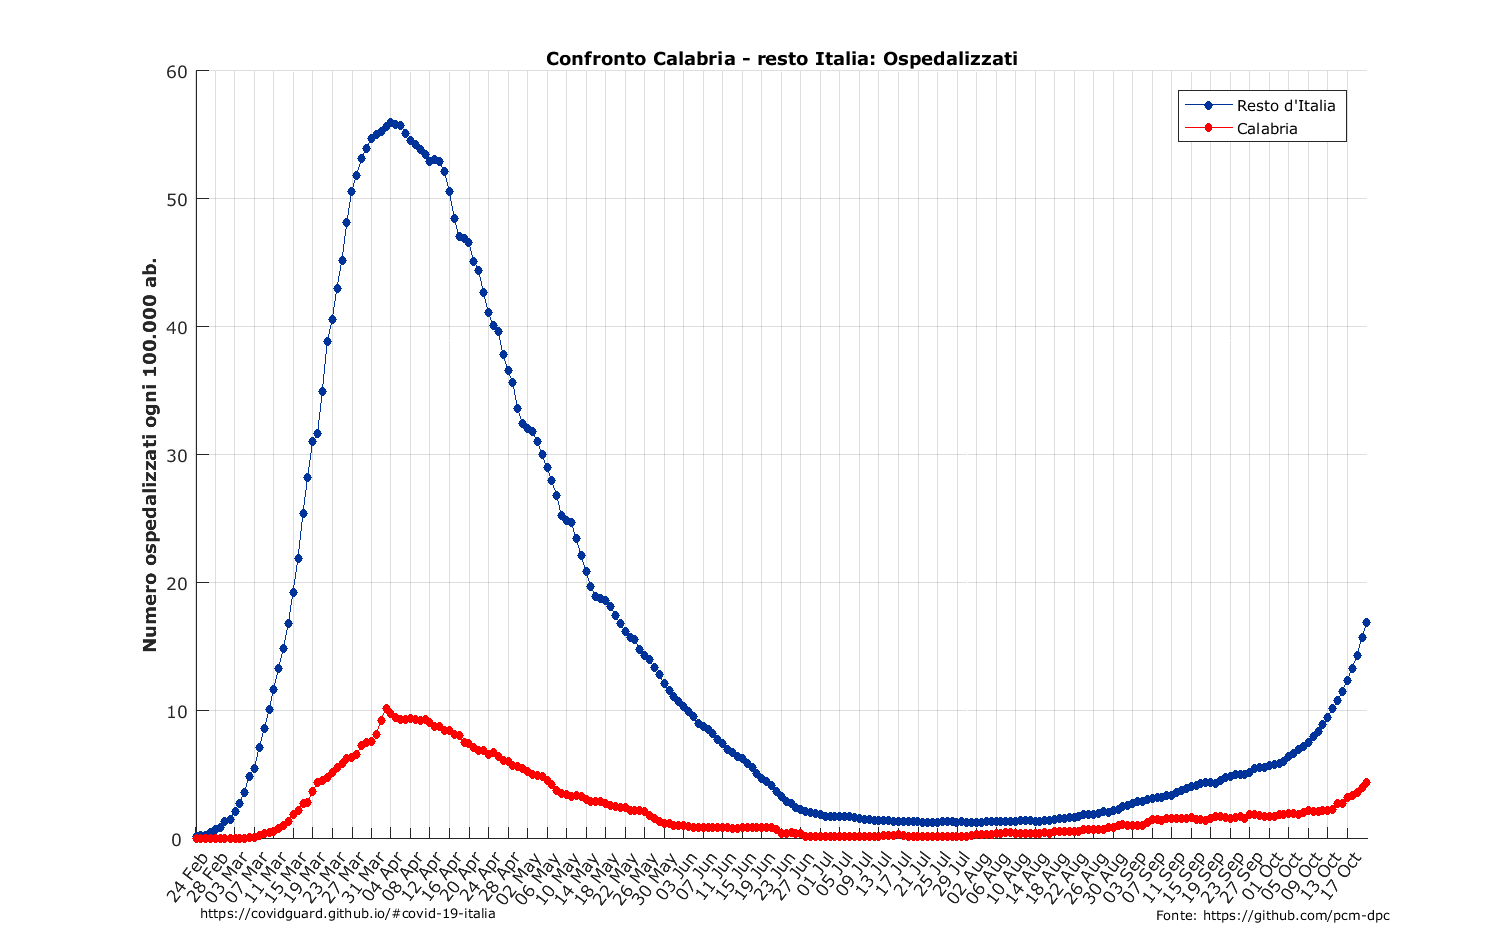 Confronto Calabria - resto Italia: Ospedalizzati
Resto d'Italia
Calabria
Numero ospedalizzati ogni 100.000 ab.
60
50
40
30
20
10
0
24 Feb
28 Feb
03 Mar
07 Mar
11 Mar
15 Mar
19 Mar
23 Mar
27 Mar
31 Mar
04 Apr
08 Apr
12 Apr
16 Apr
20 Apr
24 Apr
28 Apr
02 May
06 May
10 May
14 May
18 May
22 May
26 May
30 May
03 Jun
07 Jun
11 Jun
15 Jun
19 Jun
23 Jun
27 Jun
01 Jul
05 Jul
09 Jul
13 Jul
17 Jul
21 Jul
25 Jul
29 Jul
02 Aug
06 Aug
10 Aug
14 Aug
18 Aug
22 Aug
26 Aug
30 Aug
03 Sep
07 Sep
11 Sep
15 Sep
19 Sep
23 Sep
27 Sep
01 Oct
05 Oct
09 Oct
13 Oct
17 Oct
https://covidguard.github.io/#covid-19-italia
Fonte: https://github.com/pcm-dpc